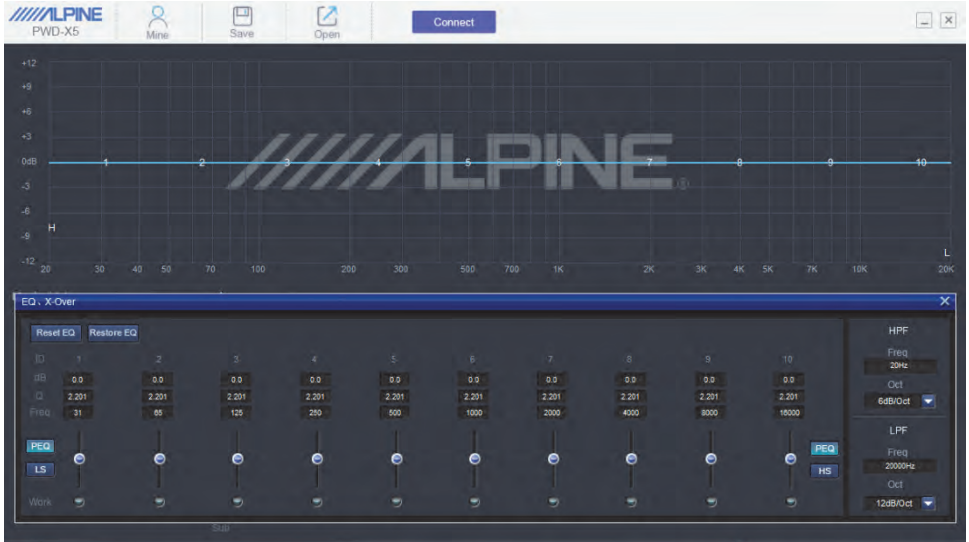 ALPINE
PWD-X5
Mine
Save
Open
Connect
+12
+9
+6
+3
0dB
-3
-6
-9
-12
1 2 3 4 5 6 7 8 9 10
ALPINE ®
H
L
20 30 40 50 70 100 200 300 500 700 1K 2K 3K 4K 5K 7K 10K 20K
EQ、X-Over
Reset EQ Restore EQ
ID 1 2 3 4 5 6 7 8 9 10
dB 0.0 0.0 0.0 0.0 0.0 0.0 0.0 0.0 0.0 0.0
Q 2.201 2.201 2.201 2.201 2.201 2.201 2.201 2.201 2.201 2.201
Freq 31 65 125 250 500 1000 2000 4000 8000 16000
PEQ
LS
PEQ
HS
Work
HPF
Freq
20Hz
Oct
6dB/Oct
LPF
Freq
20000Hz
Oct
12dB/Oct
Sub